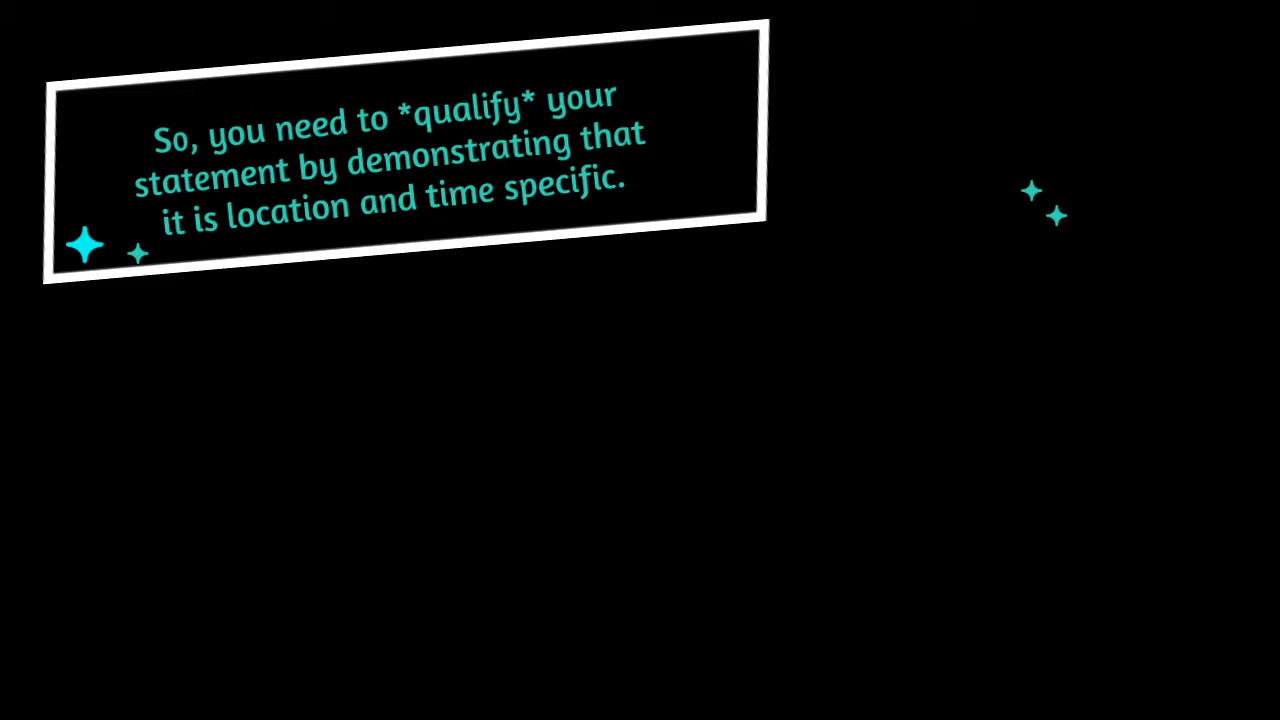 So, you need to *qualify* your
statement by demonstrating that
it is location and time specific.